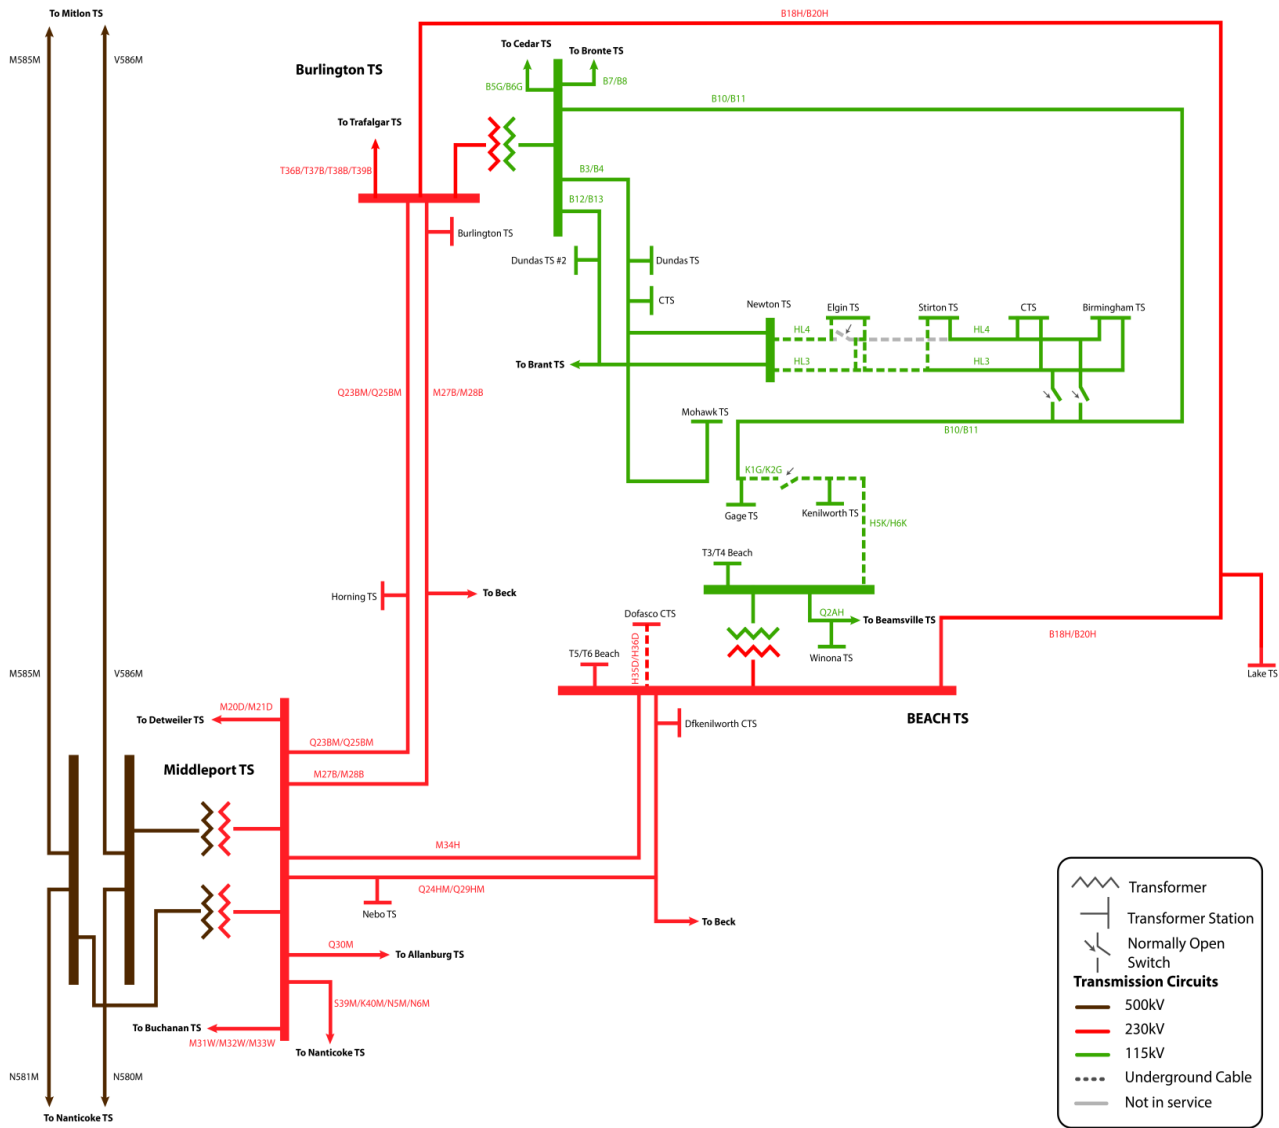 To Mitlon TS
B18H/B20H
M585M
V586M
To Cedar TS
To Bronte TS
Burlington TS
B5G/B6G
B7/B8
B10/B11
To Trafalgar TS
T36B/T37B/T38B/T39B
B3/B4
B12/B13
Burlington TS
Dundas TS #2
Dundas TS
CTS
Newton TS
Elgin TS
Stirton TS
CTS
Birmingham TS
HL4
HL4
To Brant TS
HL3
HL3
Q23BM/Q25BM
M27B/M28B
Mohawk TS
B10/B11
K1G/K2G
Gage TS
Kenilworth TS
H5K/H6K
T3/T4 Beach
Horning TS
To Beck
Dofasco CTS
Q2AH
To Beamsville TS
B18H/B20H
T5/T6 Beach
H35D/H36D
Winona TS
Lake TS
M585M
V586M
M20D/M21D
To Detweiler TS
BEACH TS
Dfkenilworth CTS
Q23BM/Q25BM
Middleport TS
M27B/M28B
M34H
Q24HM/Q29HM
Nebo TS
To Beck
Q30M
To Allanburg TS
S39M/K40M/N5M/N6M
To Buchanan TS
M31W/M32W/M33W
To Nanticoke TS
N581M
N580M
To Nanticoke TS
Transformer
Transformer Station
Normally Open
Switch
Transmission Circuits
500kV
230kV
115kV
Underground Cable
Not in service